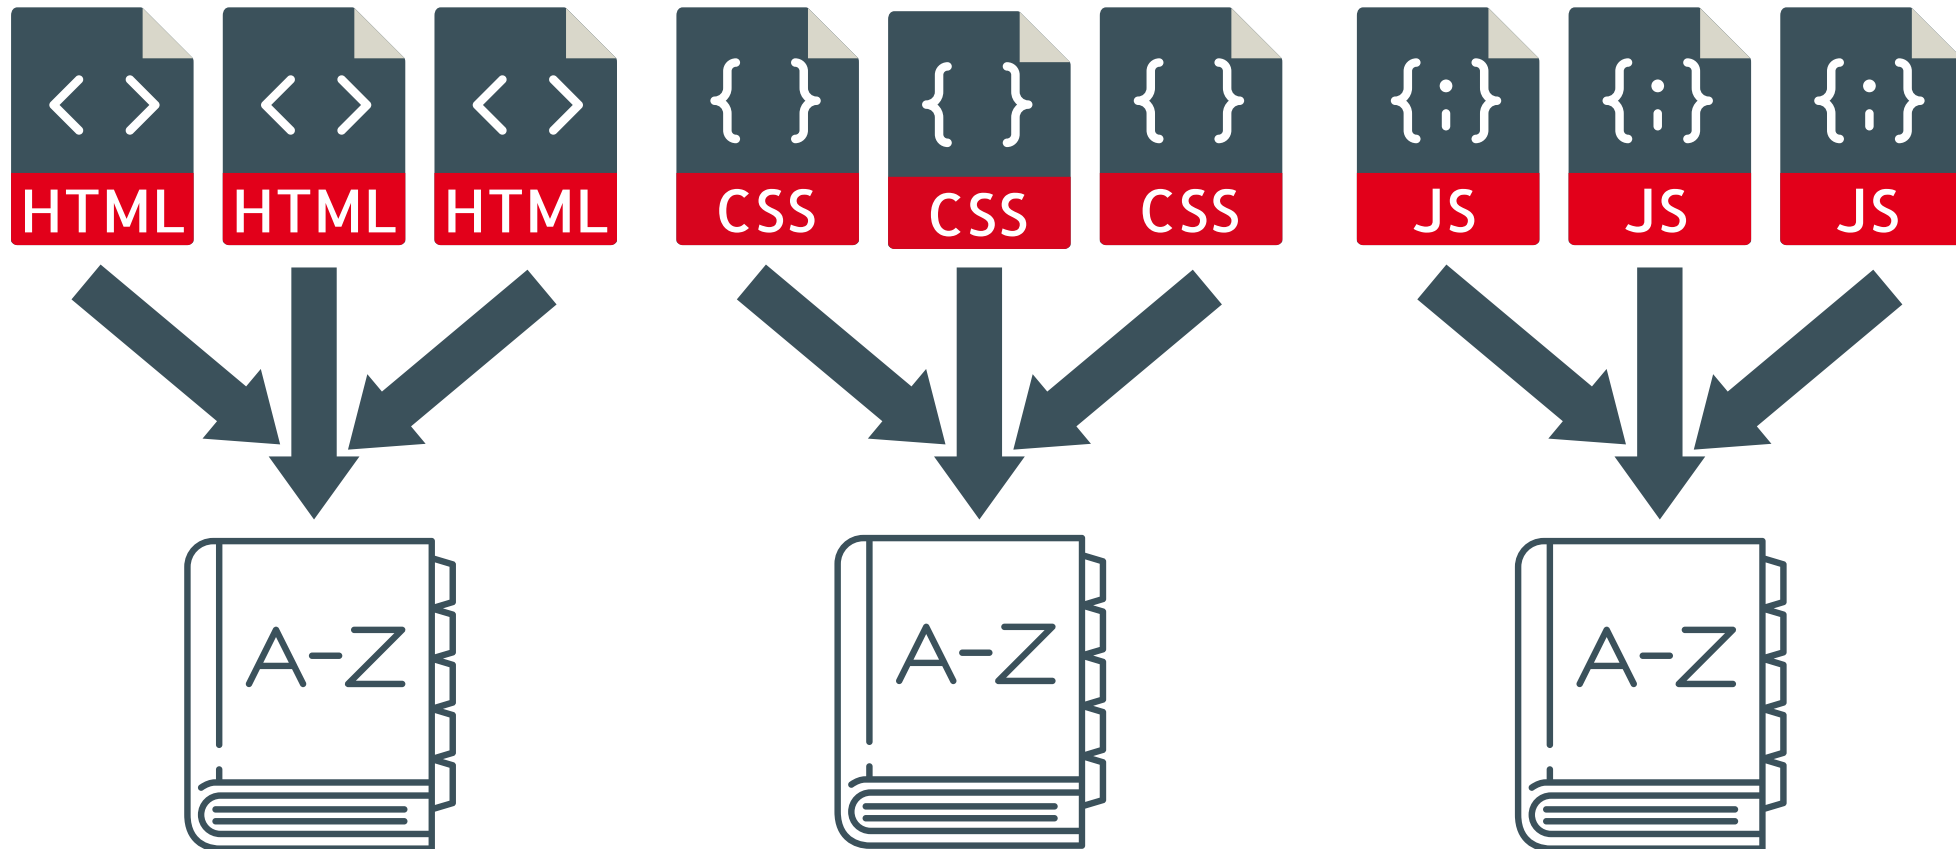 < > < > < > { } { } { } {;} {;} {;}
HTML HTML HTML CSS CSS CSS JS JS JS
A-Z A-Z A-Z